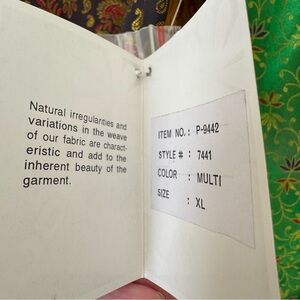 Natural irregularities and
variations in the weave
of our fabric are charact-
eristic and add to the
inherent beauty of the
garment.
ITEM NO. : P-9442
STYLE # : 7441
COLOR : MULTI
SIZE : XL